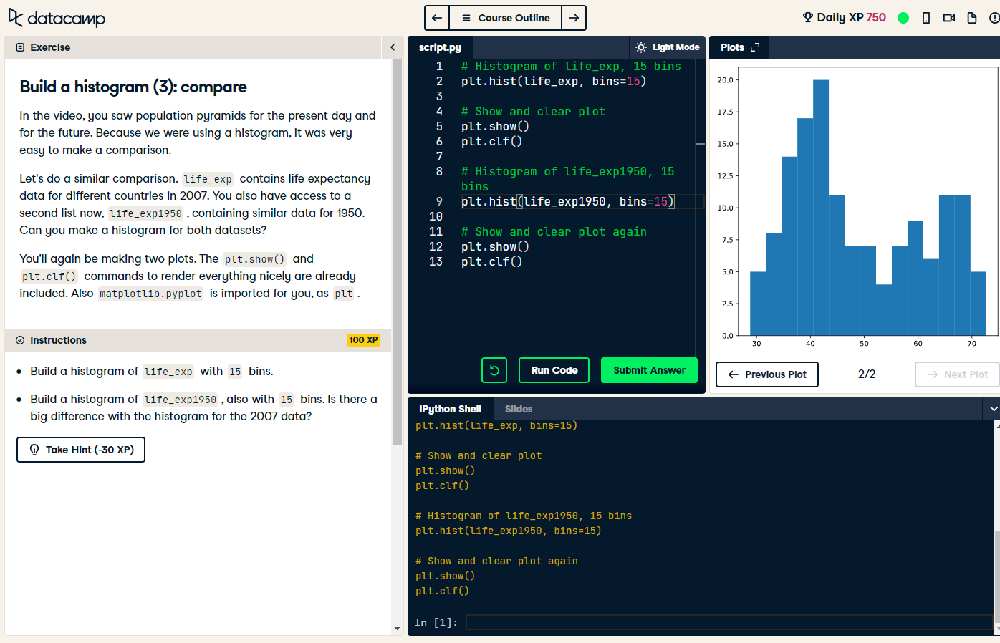 datacamp
Course Outline
Daily XP 750
Exercise
Build a histogram (3): compare
In the video, you saw population pyramids for the present day and
for the future. Because we were using a histogram, it was very
easy to make a comparison.
Let's do a similar comparison. life_exp contains life expectancy
data for different countries in 2007. You also have access to a
second list now, life_exp1950 , containing similar data for 1950.
Can you make a histogram for both datasets?
You'll again be making two plots. The plt.show() and
plt.clf() commands to render everything nicely are already
included. Also matplotlib.pyplot is imported for you, as plt .
Instructions
100 XP
Build a histogram of life_exp with 15 bins.
Build a histogram of life_exp1950 , also with 15 bins. Is there a
big difference with the histogram for the 2007 data?
Take Hint (-30 XP)
script.py
Light Mode
1 # Histogram of life_exp, 15 bins
2 plt.hist(life_exp, bins=15)
3
4 # Show and clear plot
5 plt.show()
6 plt.clf()
7
8 # Histogram of life_exp1950, 15
bins
9 plt.hist(life_exp1950, bins=15)
10
11 # Show and clear plot again
12 plt.show()
13 plt.clf()
Run Code
Submit Answer
Plots
20.0
17.5
15.0
12.5
10.0
7.5
5.0
2.5
0.0
30 40 50 60 70
Previous Plot
2/2
Next Plot
IPython Shell
Slides
plt.hist(life_exp, bins=15)
# Show and clear plot
plt.show()
plt.clf()
# Histogram of life_exp1950, 15 bins
plt.hist(life_exp1950, bins=15)
# Show and clear plot again
plt.show()
plt.clf()
In [1]: